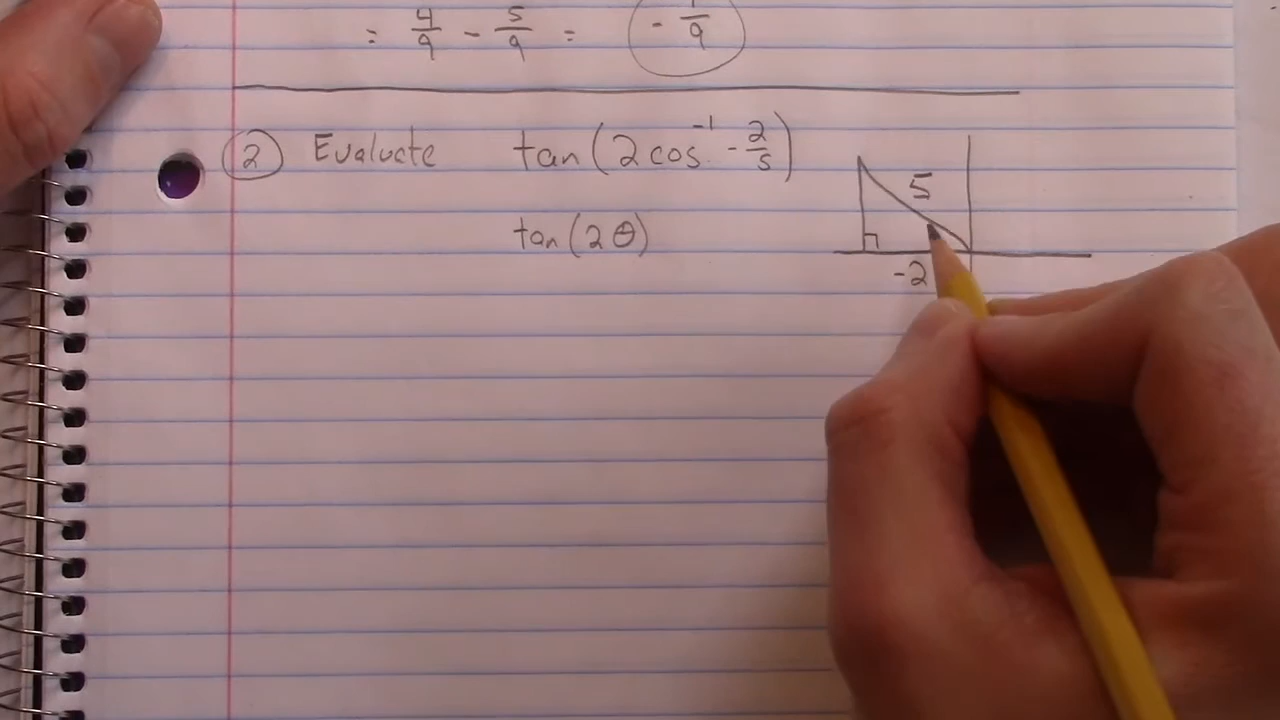 = 4/9 - 5/9 = - 1/9
② Evaluate tan(2cos⁻¹ -2/5)
5
tan(2θ)
-2